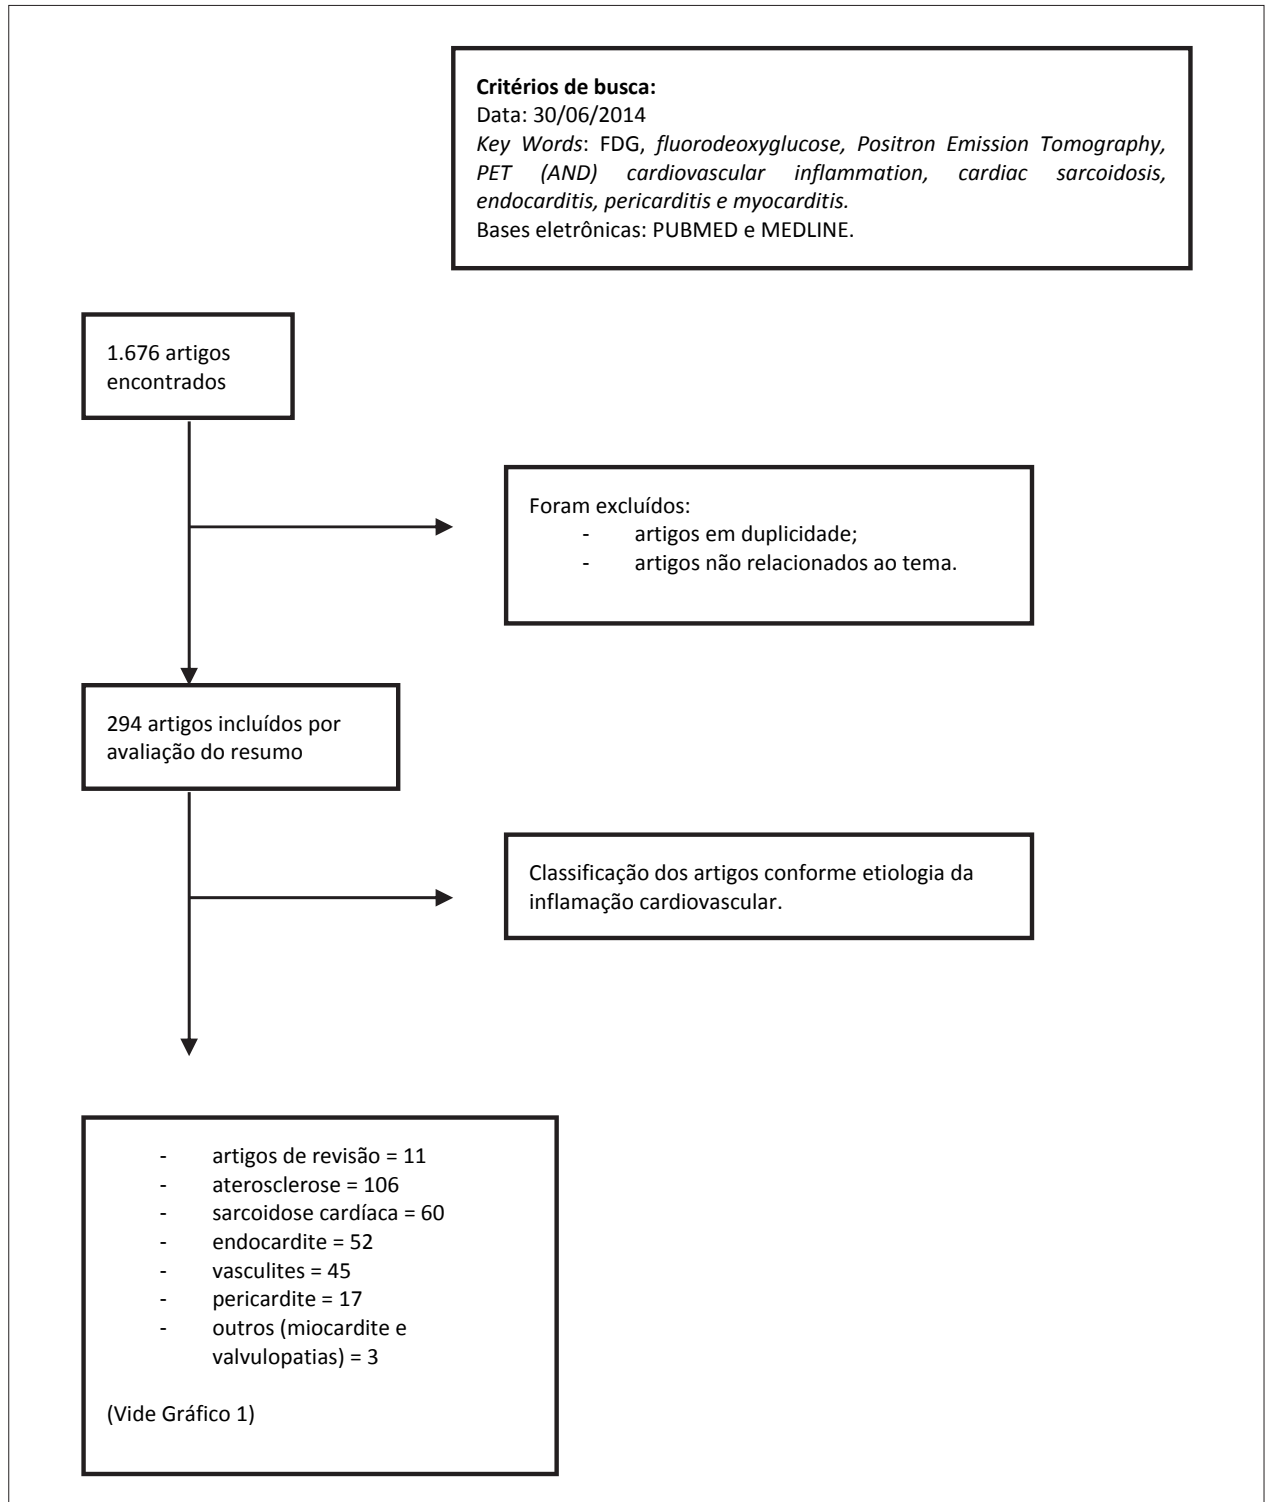 Critérios de busca:
Data: 30/06/2014
Key Words: FDG, fluorodeoxyglucose, Positron Emission Tomography,
PET (AND) cardiovascular inflammation, cardiac sarcoidosis,
endocarditis, pericarditis e myocarditis.
Bases eletrônicas: PUBMED e MEDLINE.
1.676 artigos
encontrados
Foram excluídos:
- artigos em duplicidade;
- artigos não relacionados ao tema.
294 artigos incluídos por
avaliação do resumo
Classificação dos artigos conforme etiologia da
inflamação cardiovascular.
- artigos de revisão = 11
- aterosclerose = 106
- sarcoidose cardíaca = 60
- endocardite = 52
- vasculites = 45
- pericardite = 17
- outros (miocardite e
valvulopatias) = 3
(Vide Gráfico 1)